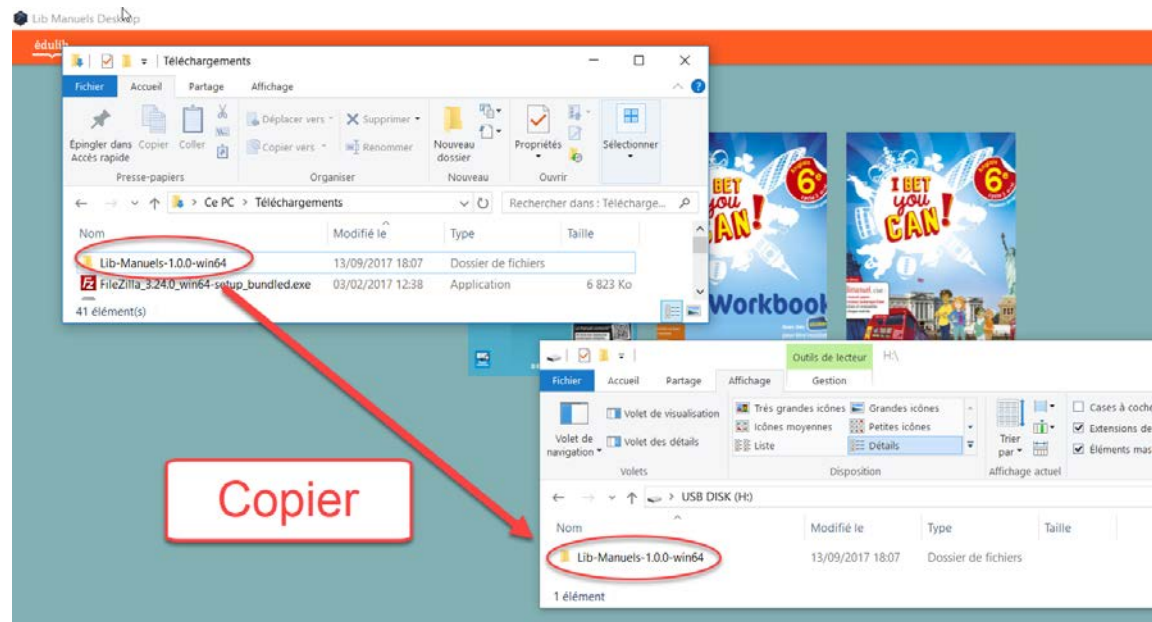 Lib Manuels Desktop
édulib
Téléchargements
Fichier Accueil Partage Affichage
Épingler dans Accès rapide
Copier
Coller
Déplacer vers
Copier vers
Supprimer
Renommer
Nouveau dossier
Propriétés
Sélectionner
Presse-papiers Organiser Nouveau Ouvrir
Ce PC > Téléchargements
Rechercher dans : Télécharge...
Nom Modifié le Type Taille
Lib-Manuels-1.0.0-win64 13/09/2017 18:07 Dossier de fichiers
FileZilla_3.24.0_win64-setup_bundled.exe 03/02/2017 12:38 Application 6 823 Ko
41 élément(s)
BET
you
CAN!
6e
Workbook
I BET
you
CAN!
Anglais
6e
Copier
Outils de lecteur H:\
Fichier Accueil Partage Affichage Gestion
Volet de navigation
Volet de visualisation
Volet des détails
Très grandes icônes Grandes icônes
Icônes moyennes Petites icônes
Liste Détails
Trier par
Cases à coche
Extensions de
Éléments mas
Volets Disposition Affichage actuel
USB DISK (H:)
Nom Modifié le Type Taille
Lib-Manuels-1.0.0-win64 13/09/2017 18:07 Dossier de fichiers
1 élément